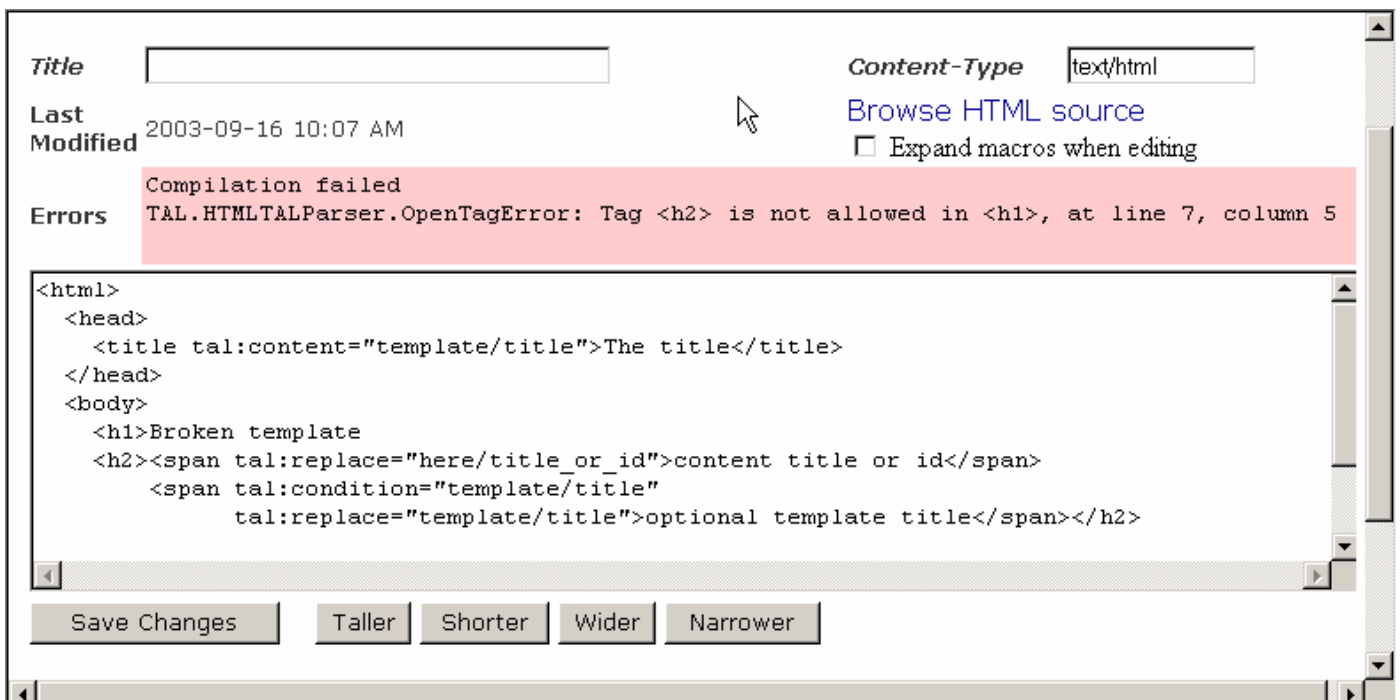 Title
Content-Type text/html
Last Modified 2003-09-16 10:07 AM
Browse HTML source
Expand macros when editing
Errors
Compilation failed
TAL.HTMLTALParser.OpenTagError: Tag <h2> is not allowed in <h1>, at line 7, column 5
<html>
  <head>
    <title tal:content="template/title">The title</title>
  </head>
  <body>
    <h1>Broken template
    <h2><span tal:replace="here/title_or_id">content title or id</span>
        <span tal:condition="template/title"
              tal:replace="template/title">optional template title</span></h2>
Save Changes Taller Shorter Wider Narrower